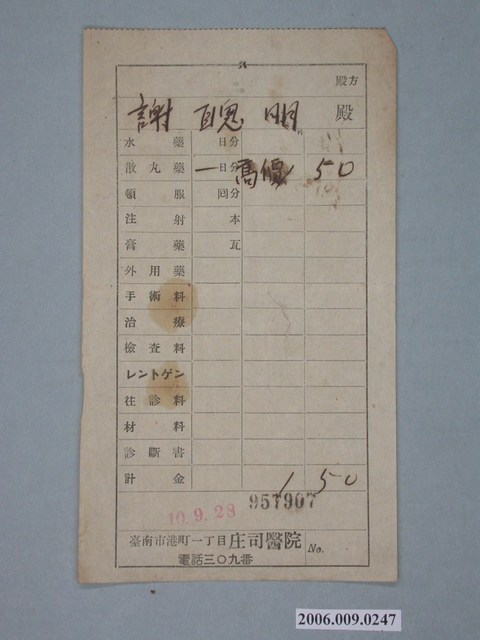 殿方
謝聰明 殿
水藥 日分
散丸藥 一日分 高價 1 50
頓服 回分
注射 本
膏藥 瓦
外用藥
手術料
治療
檢查料
レントゲン
往診料
材料
診斷書
計金 1 50
957907
10.9.28
臺南市港町一丁目庄司醫院 No.
電話三〇九番
2006.009.0247